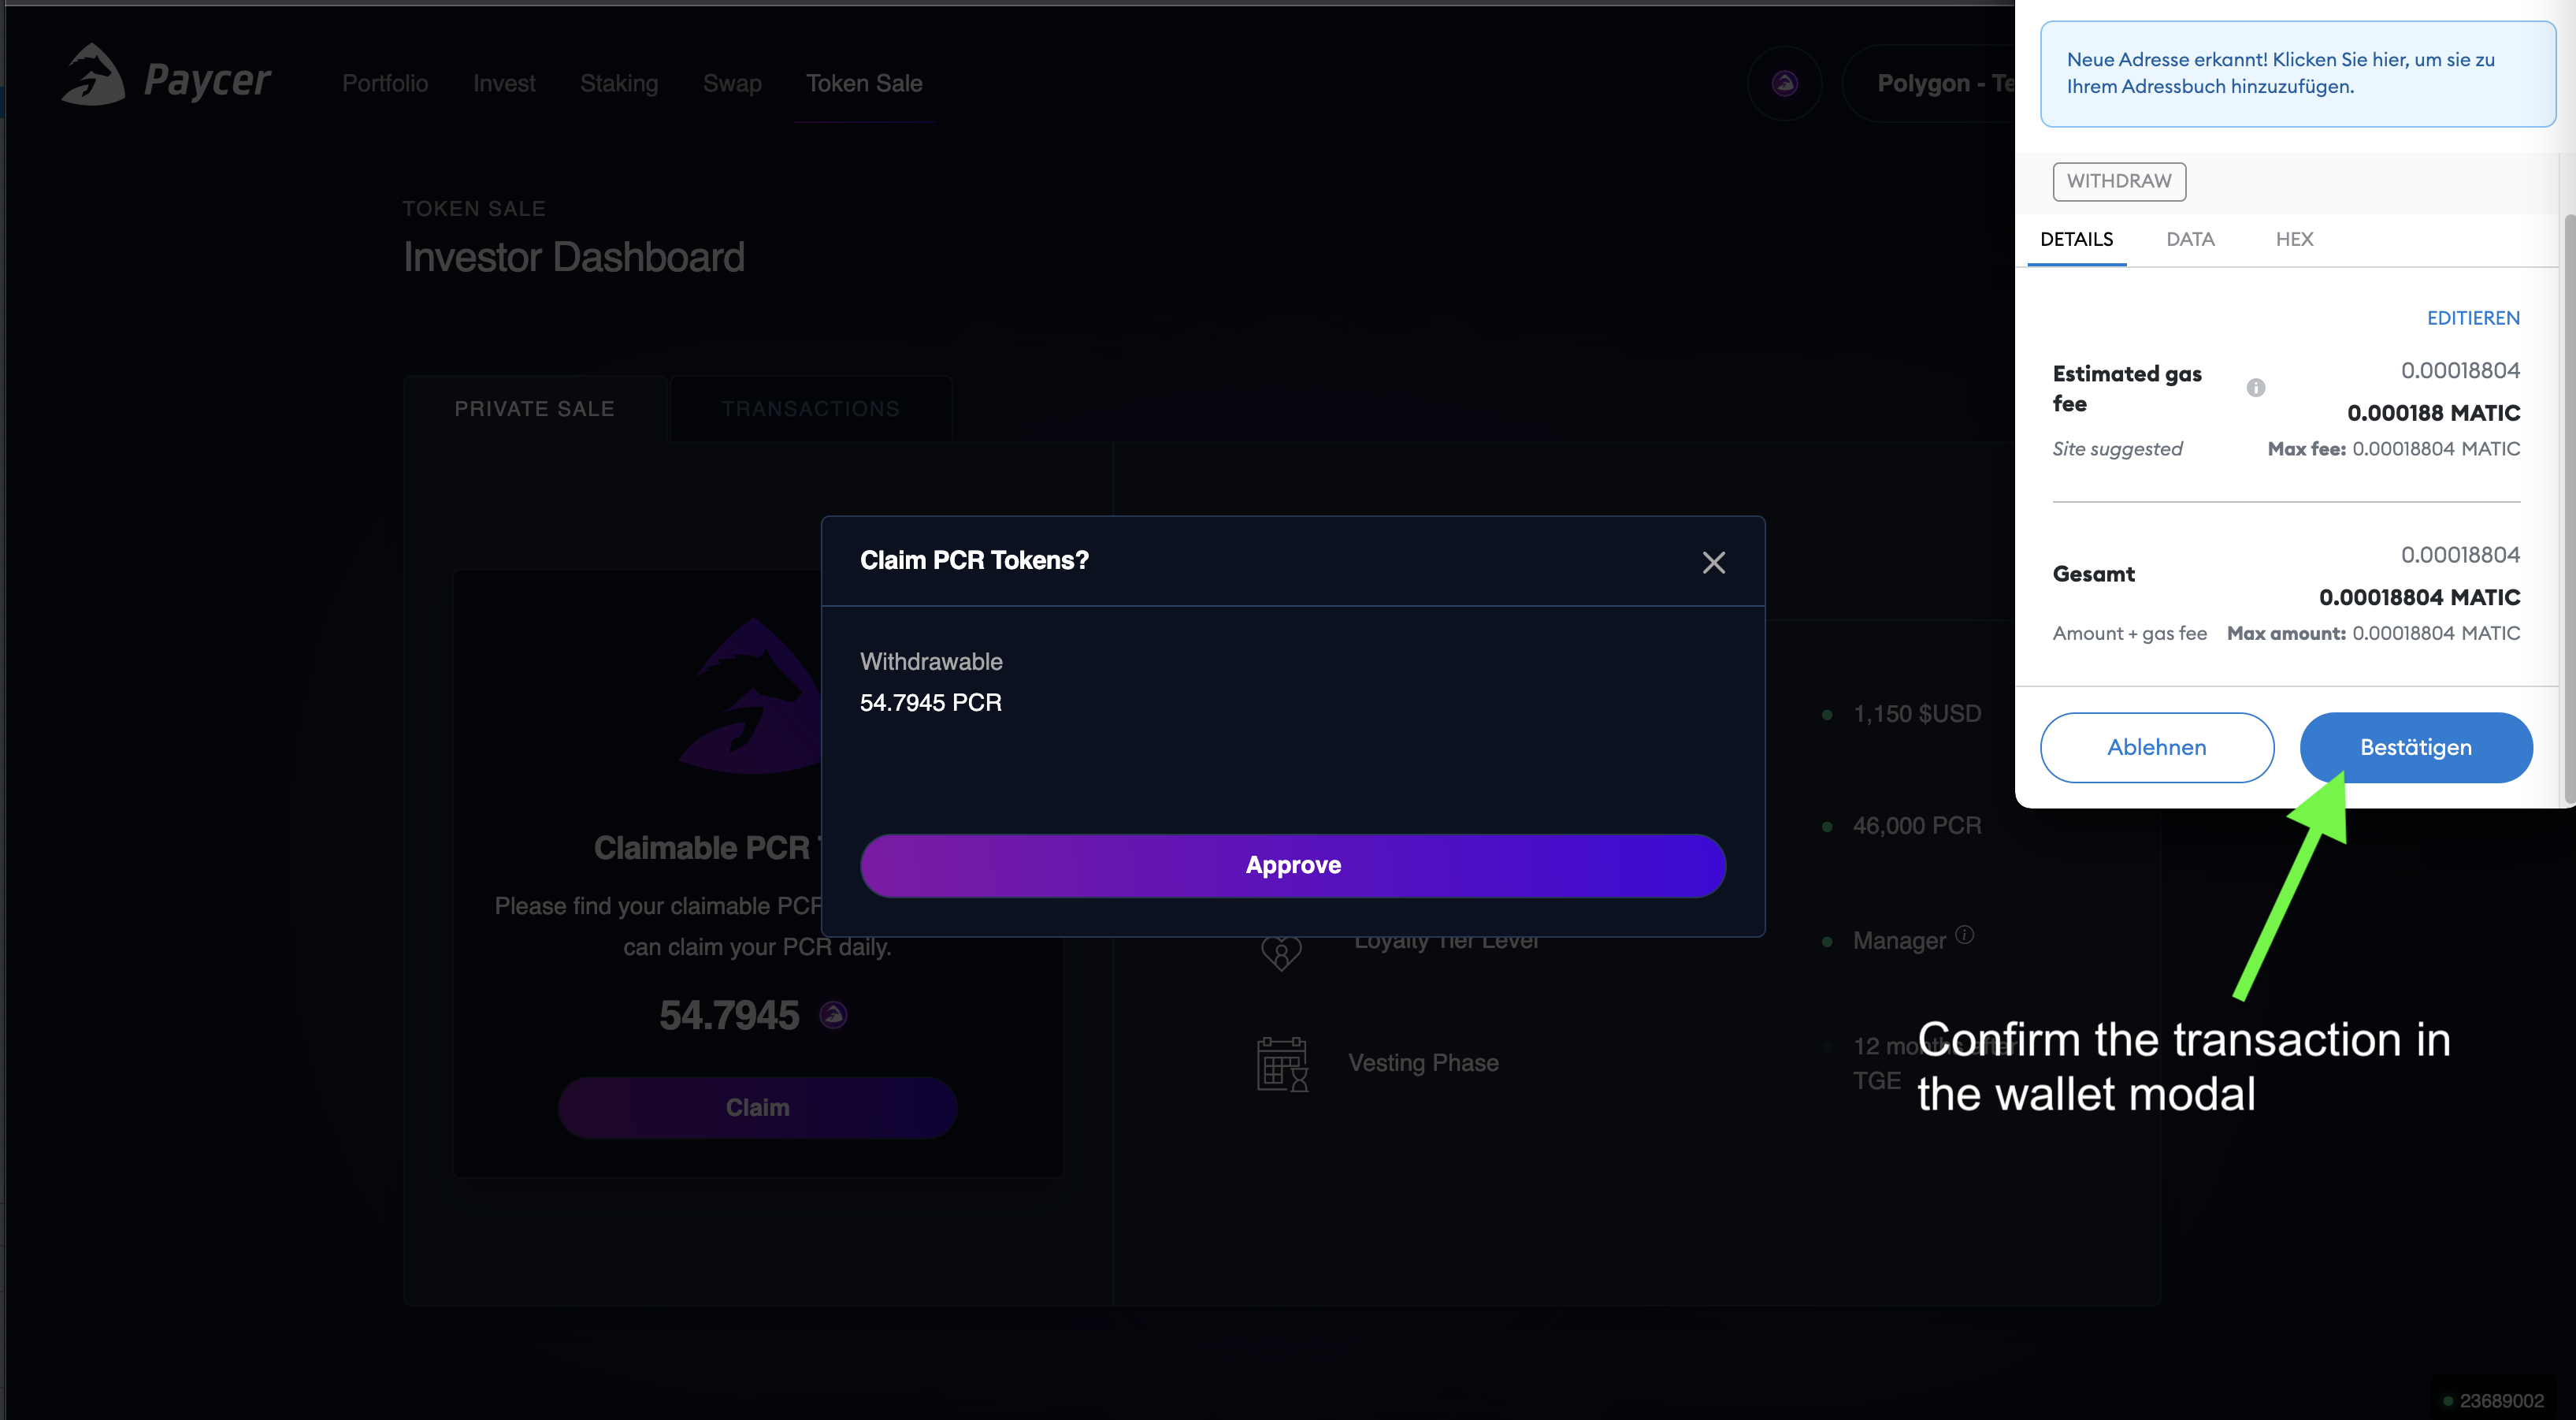 Paycer
Portfolio
Invest
Staking
Swap
Token Sale
Polygon - Te
TOKEN SALE
Investor Dashboard
PRIVATE SALE
TRANSACTIONS
Claimable PCR
Please find your claimable PCR
can claim your PCR daily.
54.7945
Claim
Claim PCR Tokens?
Withdrawable
54.7945 PCR
Approve
1,150 $USD
46,000 PCR
Loyalty Tier Level
Manager
Vesting Phase
12 months after
TGE
Neue Adresse erkannt! Klicken Sie hier, um sie zu
Ihrem Adressbuch hinzuzufügen.
WITHDRAW
DETAILS
DATA
HEX
EDITIEREN
Estimated gas
fee
0.00018804
0.000188 MATIC
Site suggested
Max fee: 0.00018804 MATIC
Gesamt
0.00018804
0.00018804 MATIC
Amount + gas fee
Max amount: 0.00018804 MATIC
Ablehnen
Bestätigen
Confirm the transaction in
the wallet modal
23689002